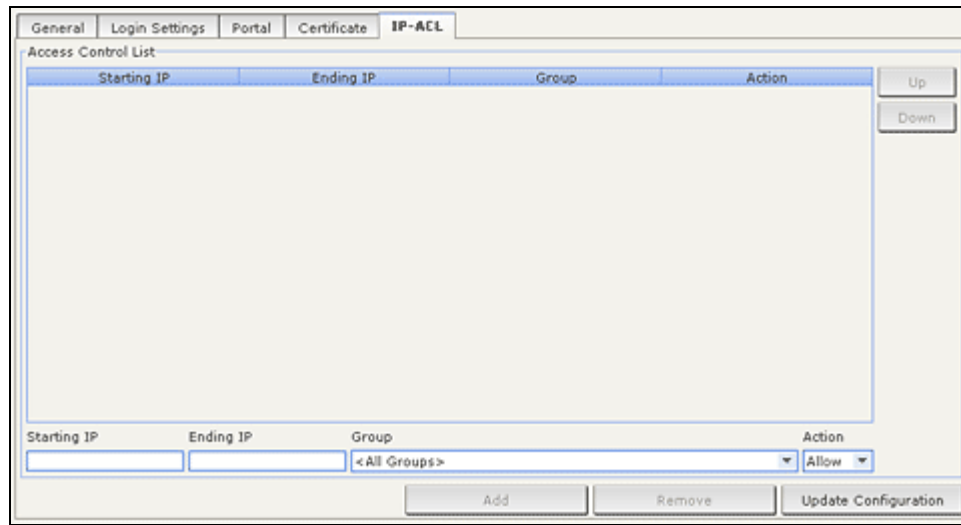 General Login Settings Portal Certificate IP-ACL
Access Control List
Starting IP Ending IP Group Action
Up
Down
Starting IP Ending IP Group Action
<All Groups> Allow
Add Remove Update Configuration